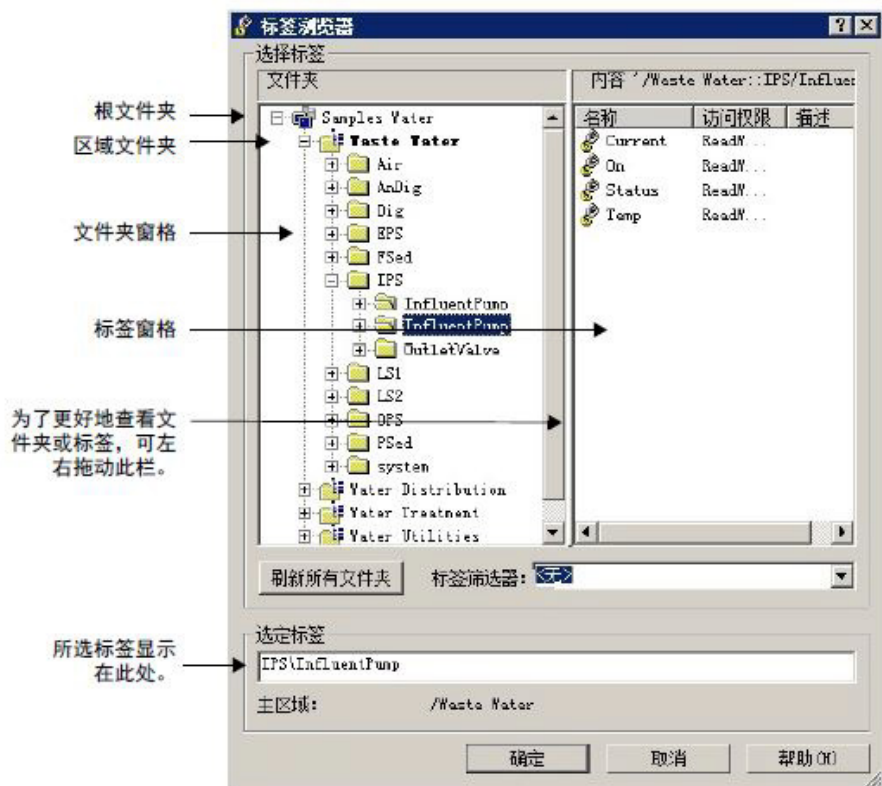 标签浏览器
选择标签
文件夹
内容 '/Waste Water::IPS/Influer
根文件夹
区域文件夹
文件夹窗格
标签窗格
为了更好地查看文
件夹或标签，可左
右拖动此栏。
所选标签显示
在此处。
Samples Water
Waste Water
Air
AnDig
Dig
EPS
FSed
IPS
InfluentPump
InfluentPump
OutletValve
LS1
LS2
OPS
PSed
system
Water Distribution
Water Treatment
Water Utilities
名称 访问权限 描述
Current ReadW...
On ReadW...
Status ReadW...
Temp ReadW...
刷新所有文件夹
标签筛选器：<无>
选定标签
IPS\InfluentPump
主区域： /Waste Water
确定 取消 帮助(H)